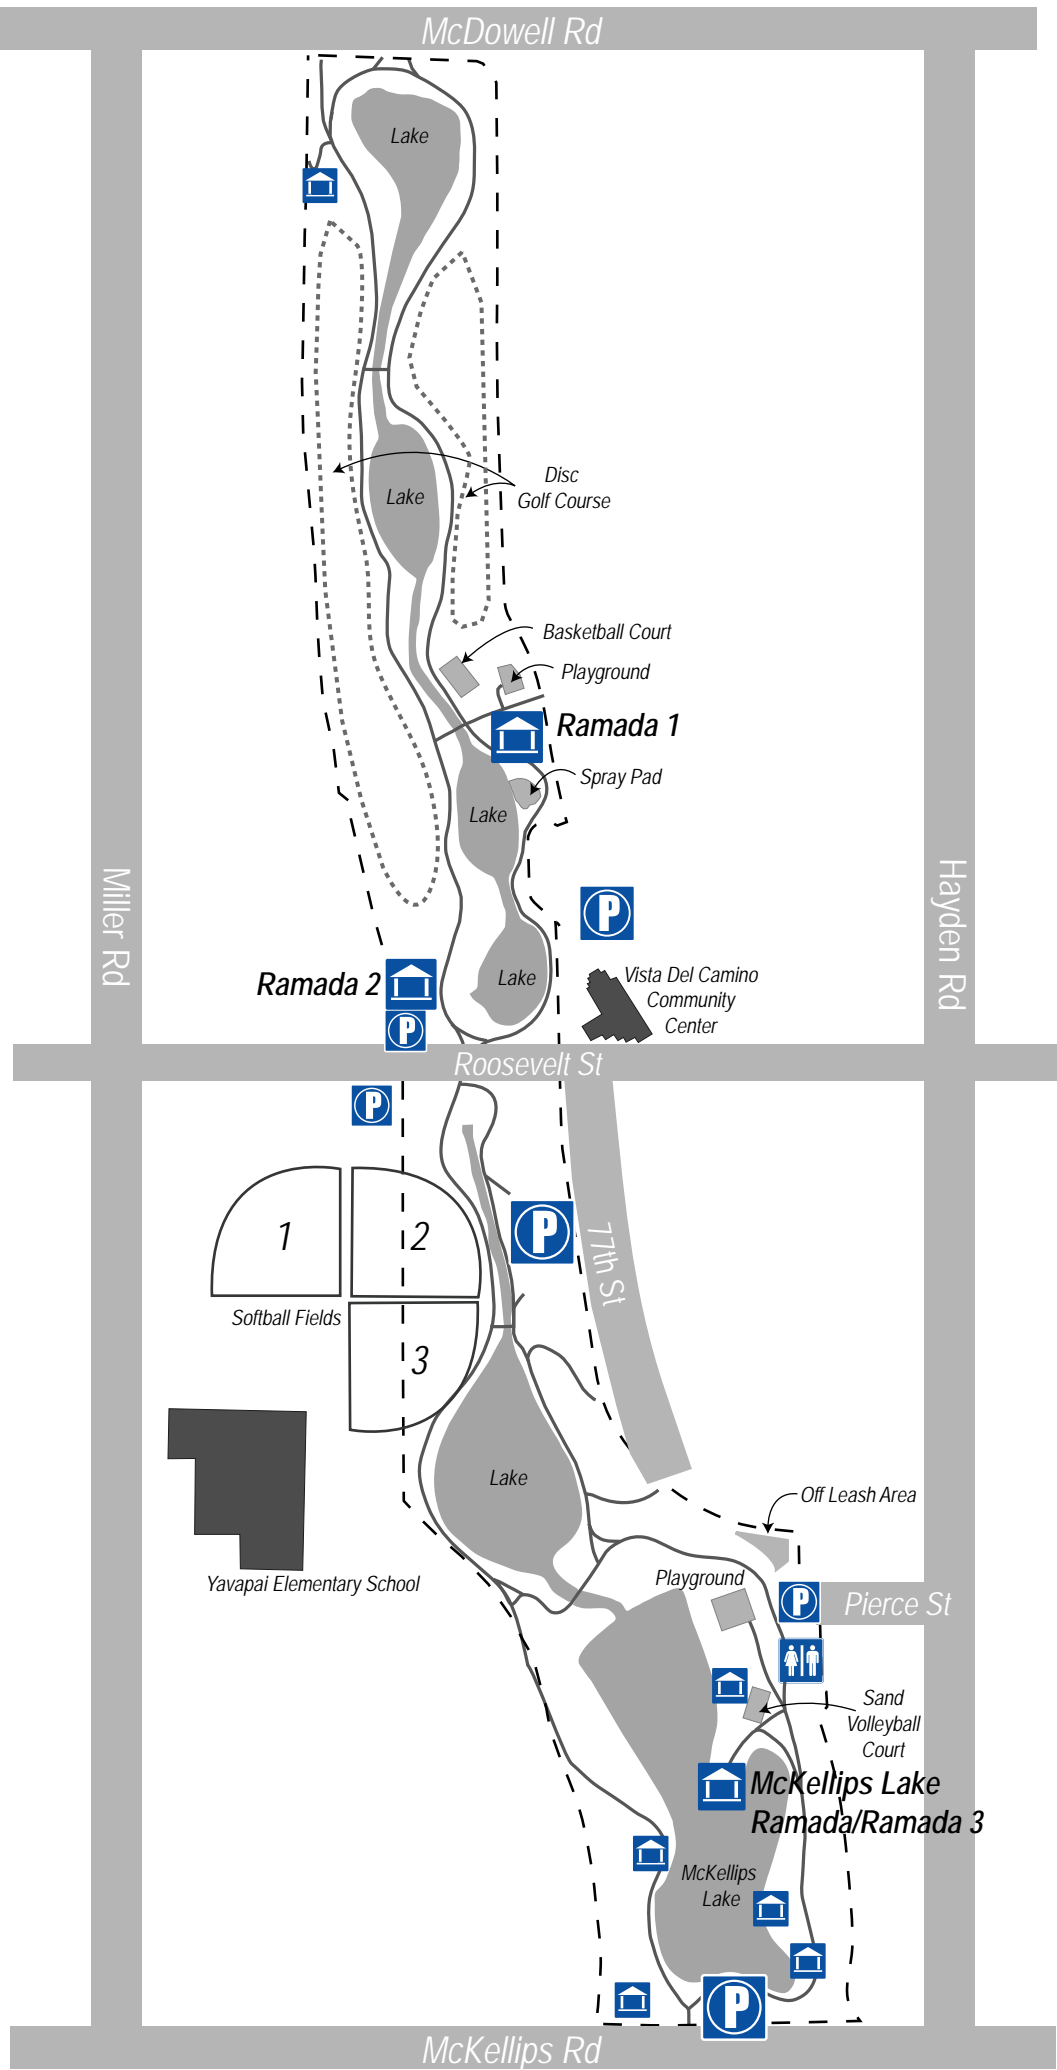 McDowell Rd
Lake
Disc
Golf Course
Lake
Basketball Court
Playground
Ramada 1
Spray Pad
Lake
Miller Rd
Hayden Rd
P
Ramada 2
Lake
Vista Del Camino
Community
Center
P
Roosevelt St
P
1
2
P
77th St
Softball Fields
3
Lake
Off Leash Area
Yavapai Elementary School
Playground
P
Pierce St
Sand
Volleyball
Court
McKellips Lake
Ramada/Ramada 3
McKellips
Lake
P
McKellips Rd